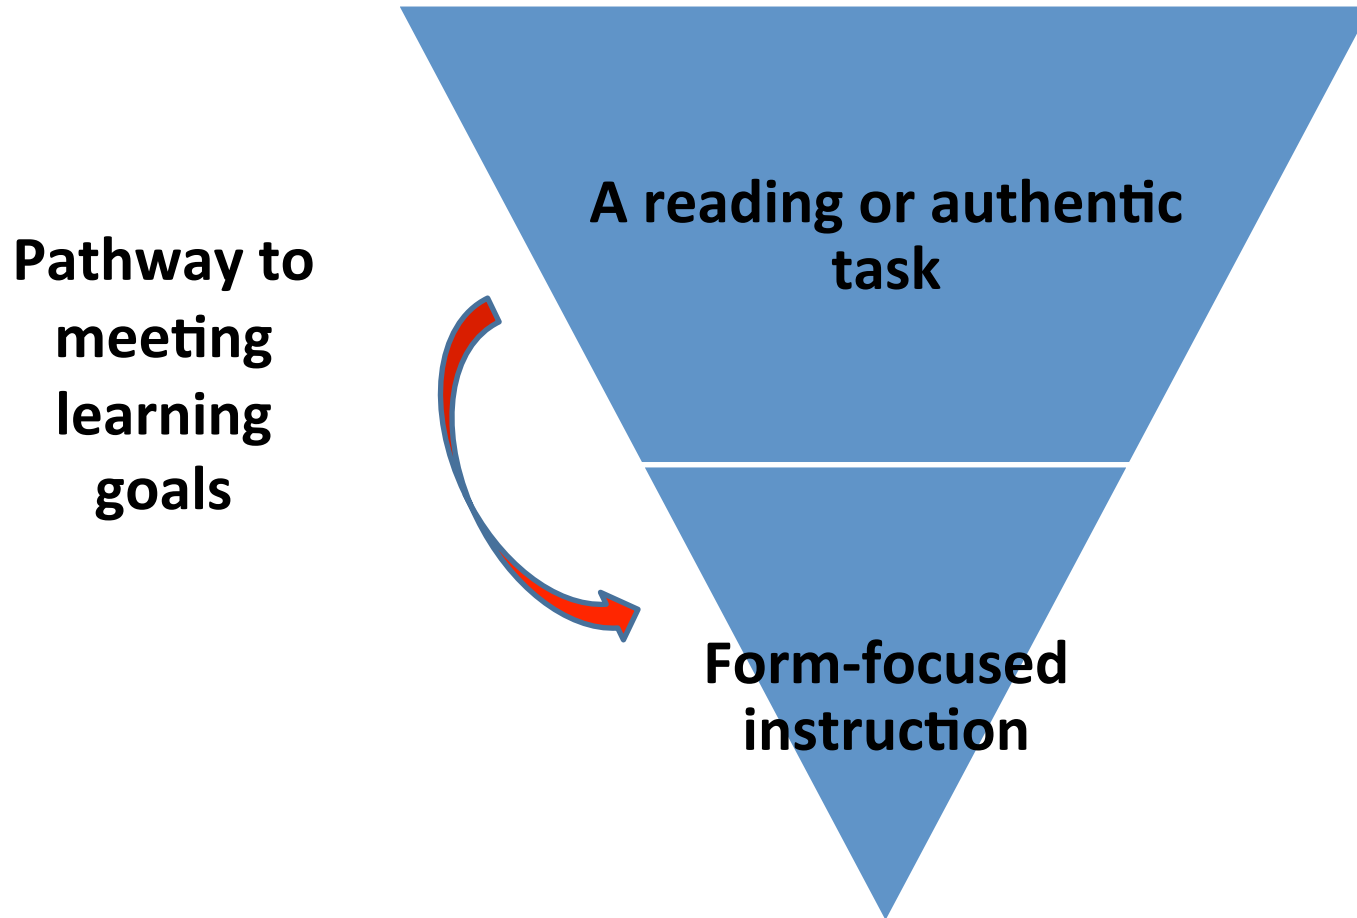 Pathway to
meeting
learning
goals
A reading or authentic
task
Form-focused
instruction